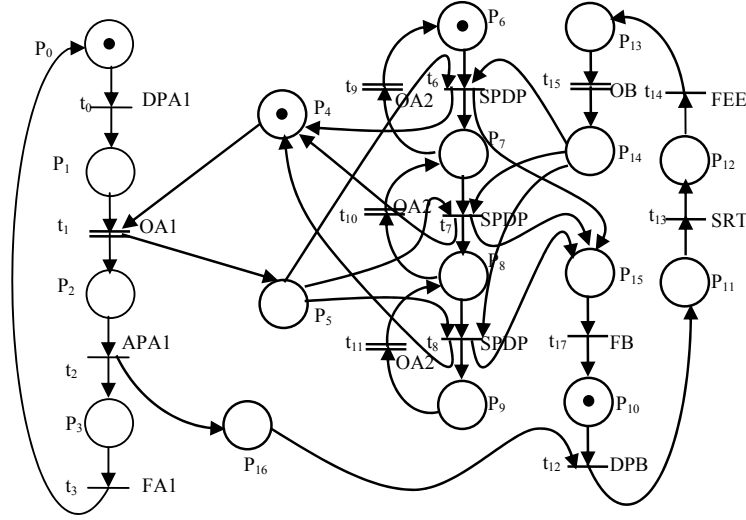 P₀
t₀ DPA1
P₁
t₁ OA1
P₂
t₂ APA1
P₃
t₃ FA1
P₄
P₅
P₁₆
P₆
t₉ OA2
t₆ SPDP
P₇
t₁₀ OA2
t₇ SPDP
P₈
t₁₁ OA2
t₈ SPDP
P₉
P₁₃
t₁₅ OB
P₁₄
P₁₅
t₁₇ FB
P₁₀
t₁₂ DPB
t₁₄ FEE
P₁₂
t₁₃ SRT
P₁₁